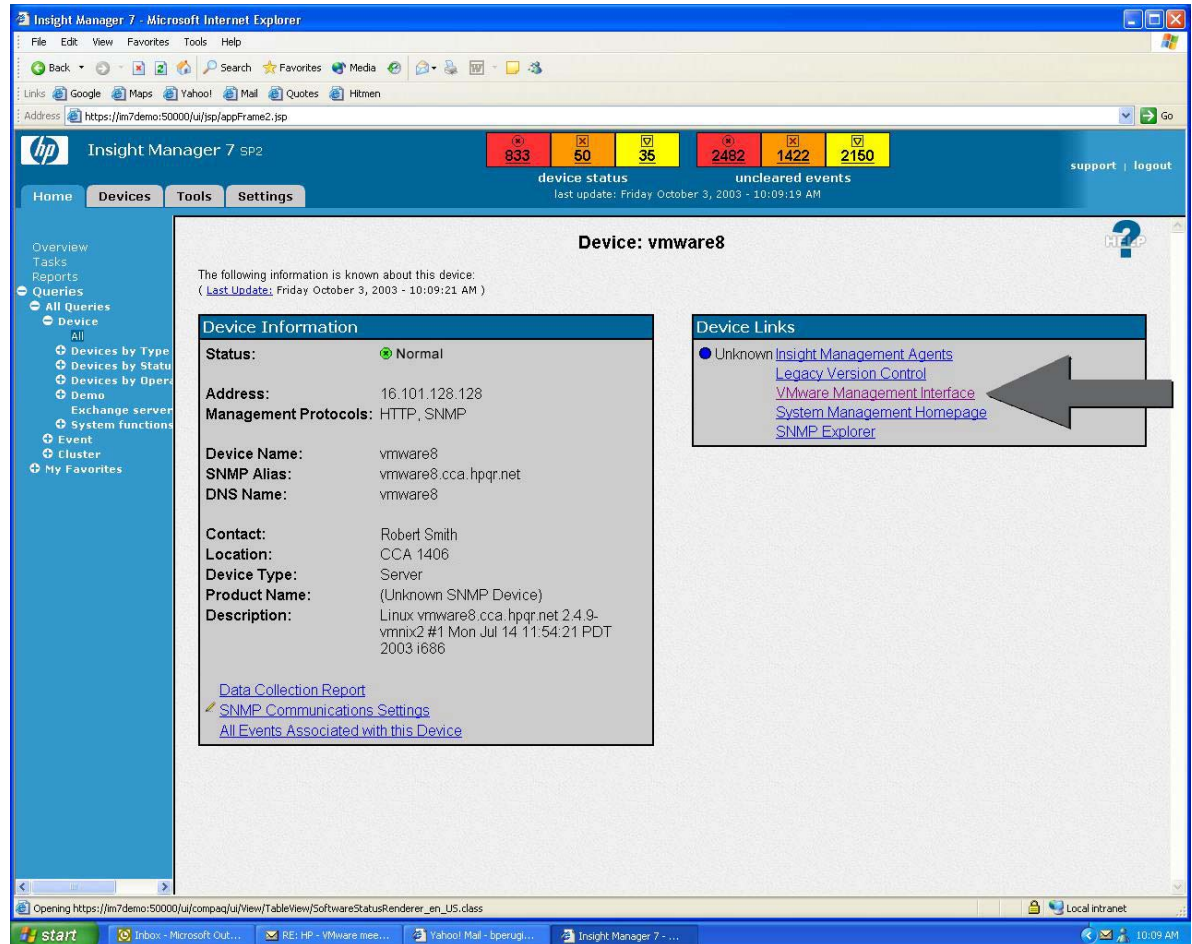 Insight Manager 7 - Microsoft Internet Explorer
File Edit View Favorites Tools Help
Back Search Favorites Media
Links Google Maps Yahoo! Mail Quotes Hitmen
Address https://im7demo:50000/ui/jsp/appFrame2.jsp Go
hp Insight Manager 7 SP2
833 50 35 2482 1422 2150
device status uncleared events
last update: Friday October 3, 2003 - 10:09:19 AM
support | logout
Home Devices Tools Settings
Overview
Tasks
Reports
Queries
All Queries
Device
All
Devices by Type
Devices by Statu
Devices by Opera
Demo
Exchange server
System functions
Event
Cluster
My Favorites
Device: vmware8
HELP
The following information is known about this device:
( Last Update: Friday October 3, 2003 - 10:09:21 AM )
Device Information
Status: Normal
Address: 16.101.128.128
Management Protocols: HTTP, SNMP
Device Name: vmware8
SNMP Alias: vmware8.cca.hpqr.net
DNS Name: vmware8
Contact: Robert Smith
Location: CCA 1406
Device Type: Server
Product Name: (Unknown SNMP Device)
Description: Linux vmware8.cca.hpqr.net 2.4.9-
vmnix2 #1 Mon Jul 14 11:54:21 PDT
2003 i686
Data Collection Report
SNMP Communications Settings
All Events Associated with this Device
Device Links
Unknown Insight Management Agents
Legacy Version Control
VMware Management Interface
System Management Homepage
SNMP Explorer
Opening https://im7demo:50000/ui/compaq/ui/View/TableView/SoftwareStatusRenderer_en_US.class
Local intranet
start Inbox - Microsoft Out... RE: HP - VMware mee... Yahoo! Mail - bperugi... Insight Manager 7 - ... 10:09 AM